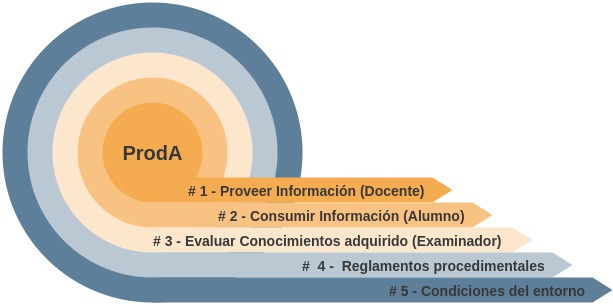 ProdA
# 1 - Proveer Información (Docente)
# 2 - Consumir Información (Alumno)
# 3 - Evaluar Conocimientos adquirido (Examinador)
# 4 - Reglamentos procedimentales
# 5 - Condiciones del entorno